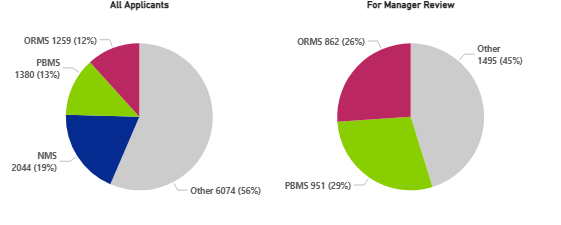 All Applicants
ORMS 1259 (12%)
PBMS
1380 (13%)
NMS
2044 (19%)
Other 6074 (56%)
For Manager Review
ORMS 862 (26%)
Other
1495 (45%)
PBMS 951 (29%)